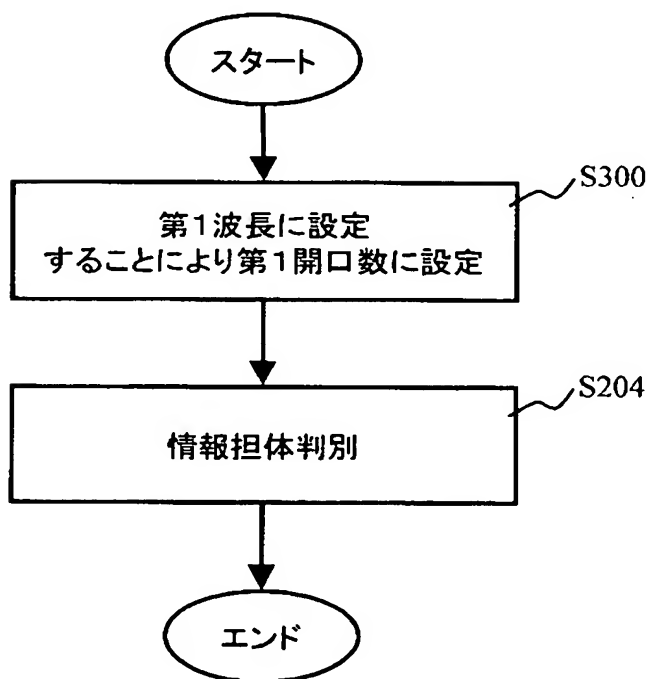 スタート
S300
第1波長に設定
することにより第1開口数に設定
S204
情報担体判別
エンド